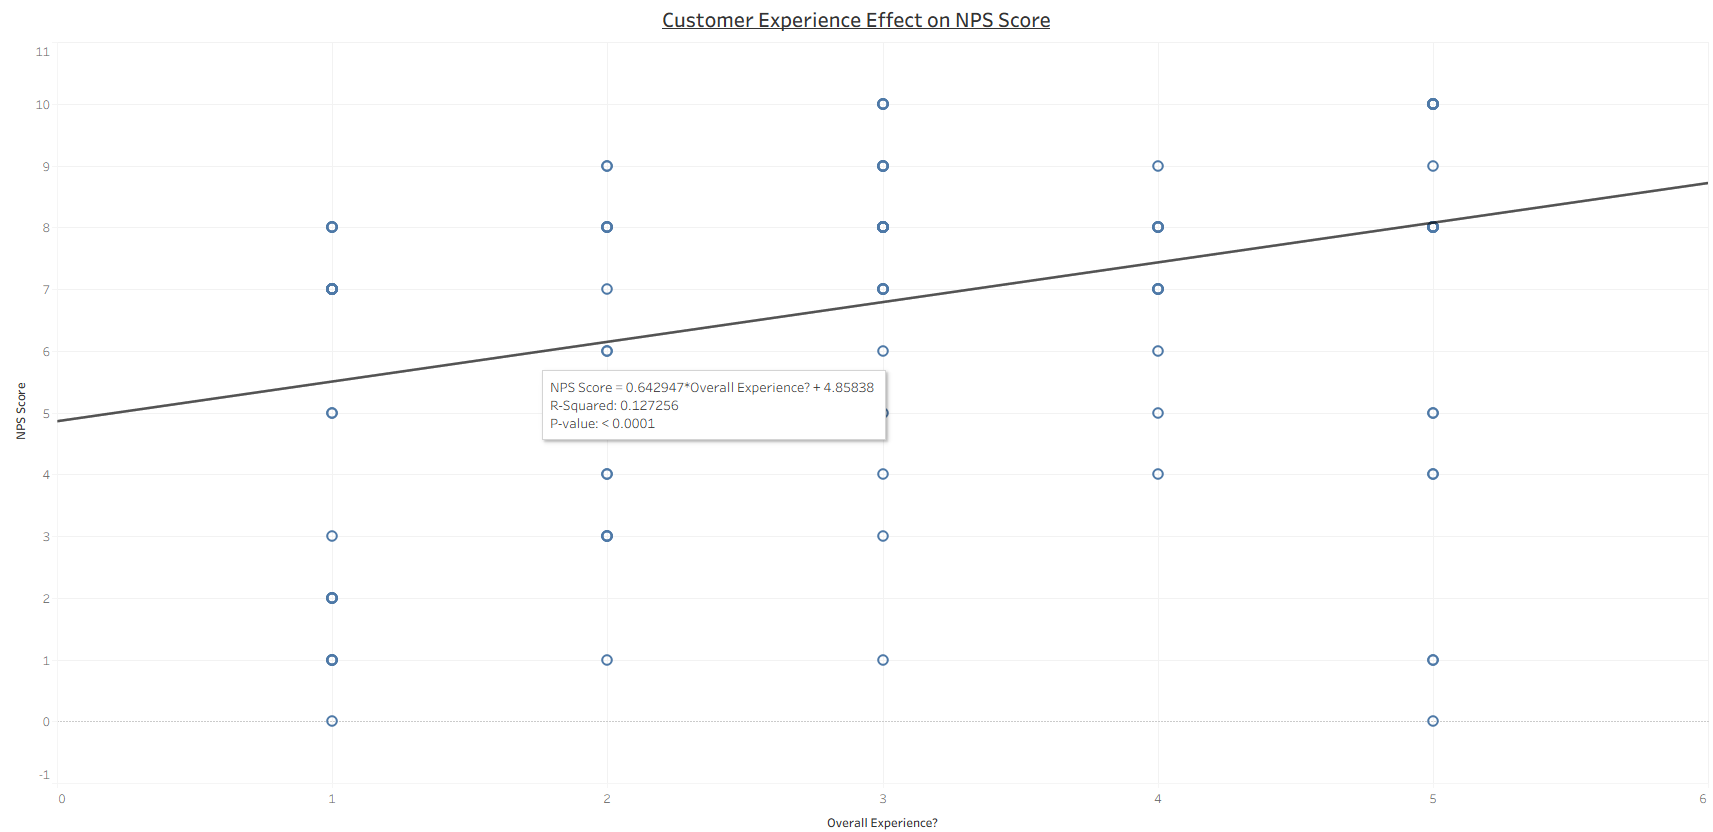 Customer Experience Effect on NPS Score
11
10
9
8
7
6
5
4
3
2
1
0
-1
NPS Score
NPS Score = 0.642947*Overall Experience? + 4.85838
R-Squared: 0.127256
P-value: < 0.0001
0 1 2 3 4 5 6
Overall Experience?